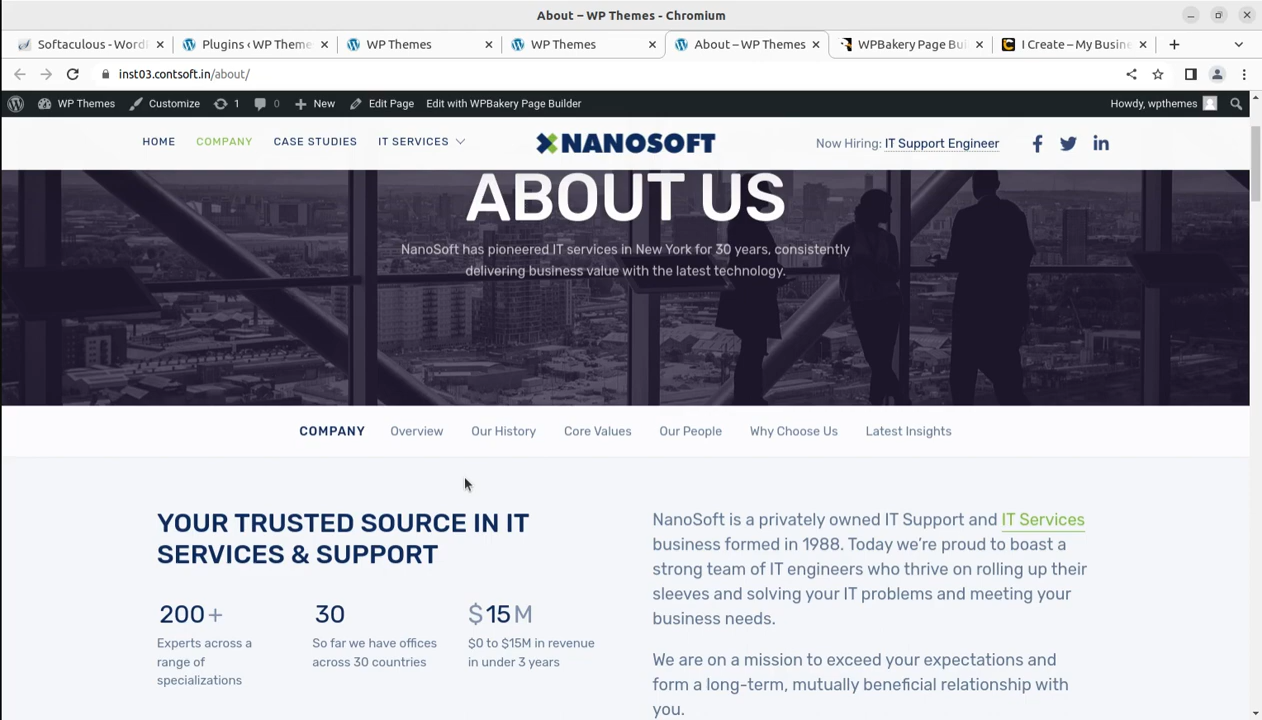 About – WP Themes - Chromium
Softaculous - Word
Plugins ‹ WP Theme
WP Themes
WP Themes
About – WP Themes
WPBakery Page Bui
I Create – My Busine
inst03.contsoft.in/about/
WP Themes
Customize
1
0
New
Edit Page
Edit with WPBakery Page Builder
Howdy, wpthemes
HOME
COMPANY
CASE STUDIES
IT SERVICES
NANOSOFT
Now Hiring: IT Support Engineer
ABOUT US
NanoSoft has pioneered IT services in New York for 30 years, consistently
delivering business value with the latest technology.
COMPANY
Overview
Our History
Core Values
Our People
Why Choose Us
Latest Insights
YOUR TRUSTED SOURCE IN IT
SERVICES & SUPPORT
200+
Experts across a
range of
specializations
30
So far we have offices
across 30 countries
$15M
$0 to $15M in revenue
in under 3 years
NanoSoft is a privately owned IT Support and IT Services
business formed in 1988. Today we’re proud to boast a
strong team of IT engineers who thrive on rolling up their
sleeves and solving your IT problems and meeting your
business needs.
We are on a mission to exceed your expectations and
form a long-term, mutually beneficial relationship with
you.